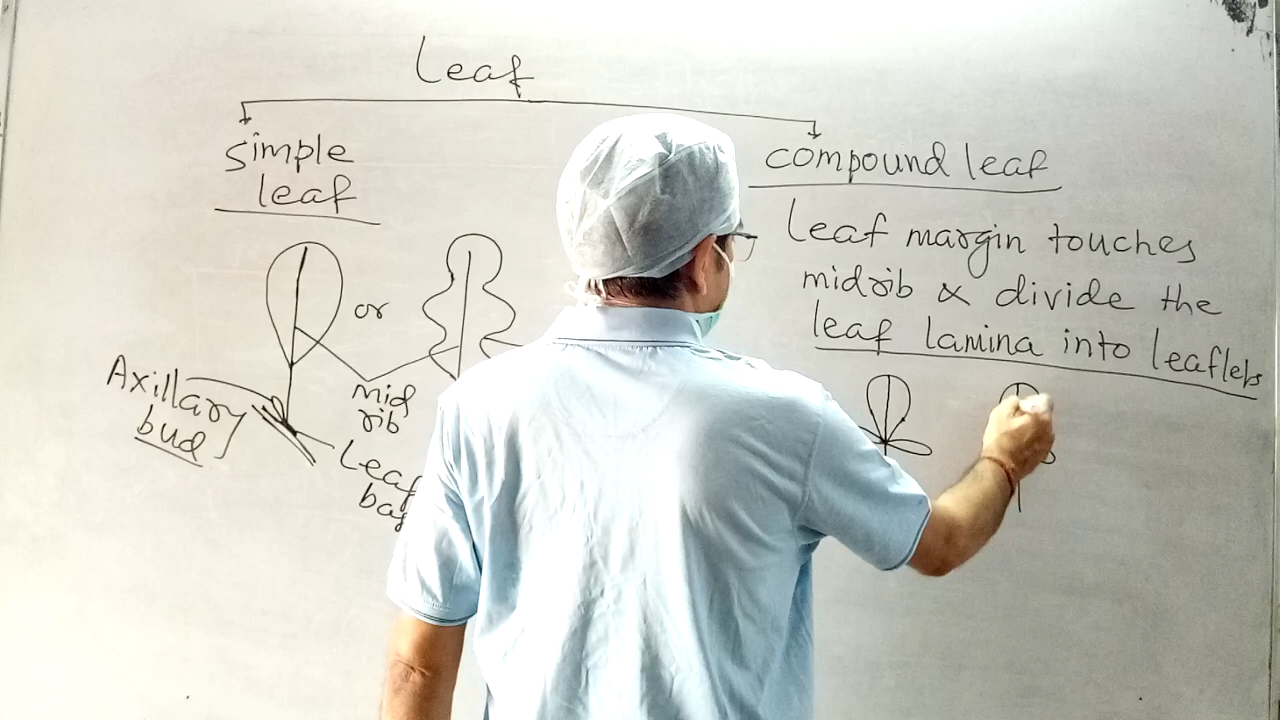 Leaf
simple
leaf
or
mid
rib
Axillary
bud
Leaf
compound leaf
Leaf margin touches
midrib & divide the
leaf lamina into leaflets